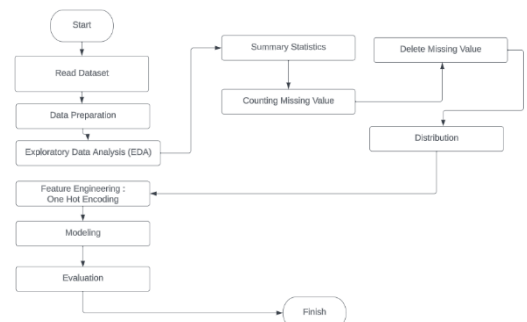 Start
Read Dataset
Data Preparation
Exploratory Data Analysis (EDA)
Summary Statistics
Counting Missing Value
Delete Missing Value
Distribution
Feature Engineering :
One Hot Encoding
Modeling
Evaluation
Finish